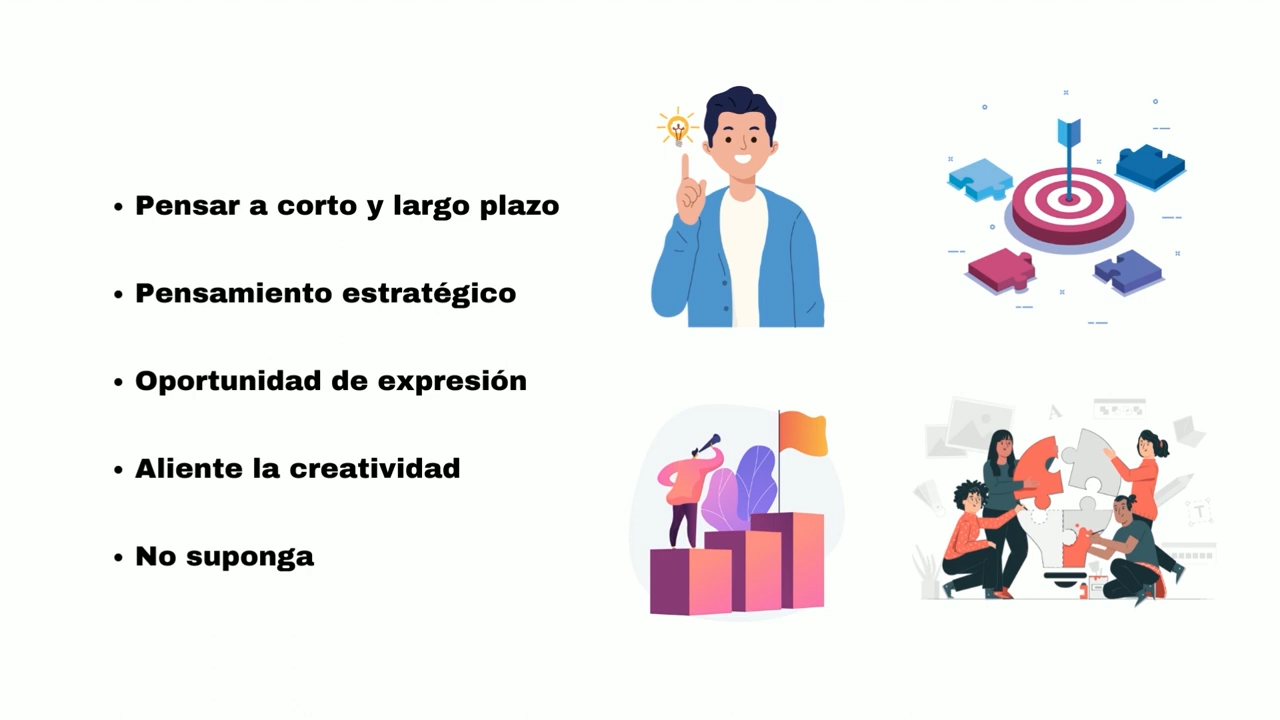 • Pensar a corto y largo plazo
• Pensamiento estratégico
• Oportunidad de expresión
• Aliente la creatividad
• No suponga
A
T